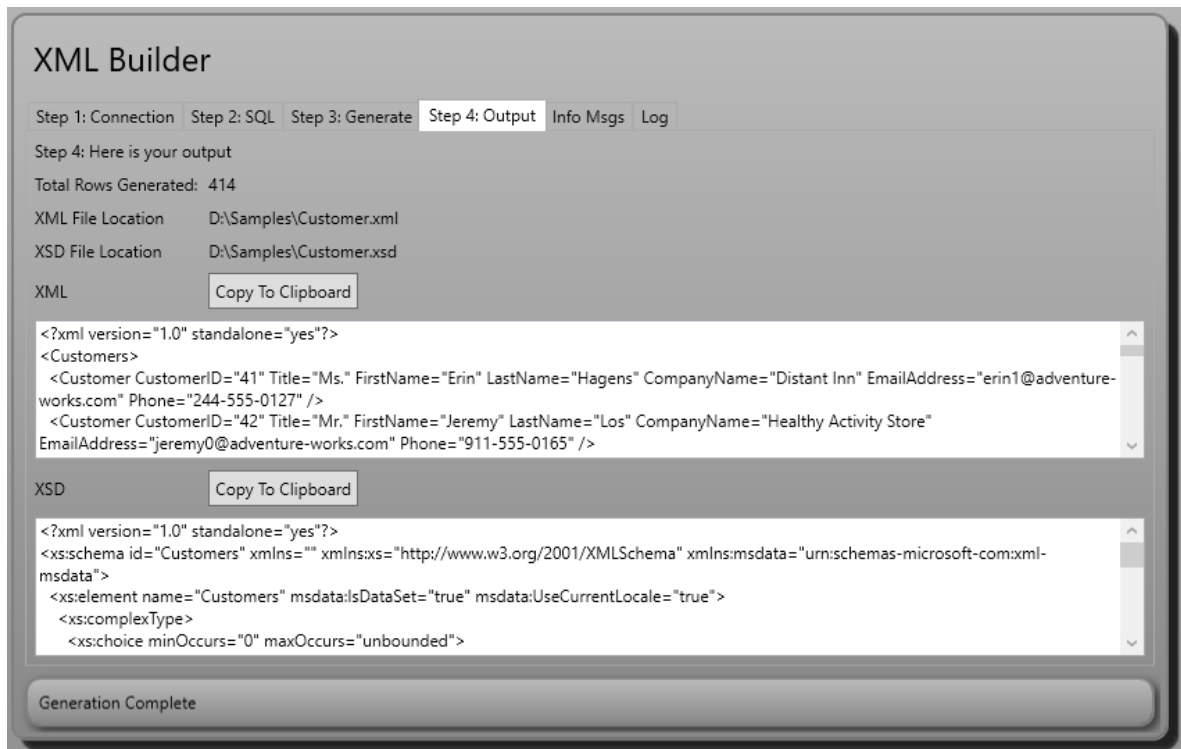 XML Builder
Step 1: Connection Step 2: SQL Step 3: Generate Step 4: Output Info Msgs Log
Step 4: Here is your output
Total Rows Generated: 414
XML File Location D:\Samples\Customer.xml
XSD File Location D:\Samples\Customer.xsd
XML Copy To Clipboard
<?xml version="1.0" standalone="yes"?>
<Customers>
<Customer CustomerID="41" Title="Ms." FirstName="Erin" LastName="Hagens" CompanyName="Distant Inn" EmailAddress="erin1@adventure-
works.com" Phone="244-555-0127" />
<Customer CustomerID="42" Title="Mr." FirstName="Jeremy" LastName="Los" CompanyName="Healthy Activity Store"
EmailAddress="jeremy0@adventure-works.com" Phone="911-555-0165" />
XSD Copy To Clipboard
<?xml version="1.0" standalone="yes"?>
<xs:schema id="Customers" xmlns="" xmlns:xs="http://www.w3.org/2001/XMLSchema" xmlns:msdata="urn:schemas-microsoft-com:xml-
msdata">
<xs:element name="Customers" msdata:IsDataSet="true" msdata:UseCurrentLocale="true">
<xs:complexType>
<xs:choice minOccurs="0" maxOccurs="unbounded">
Generation Complete